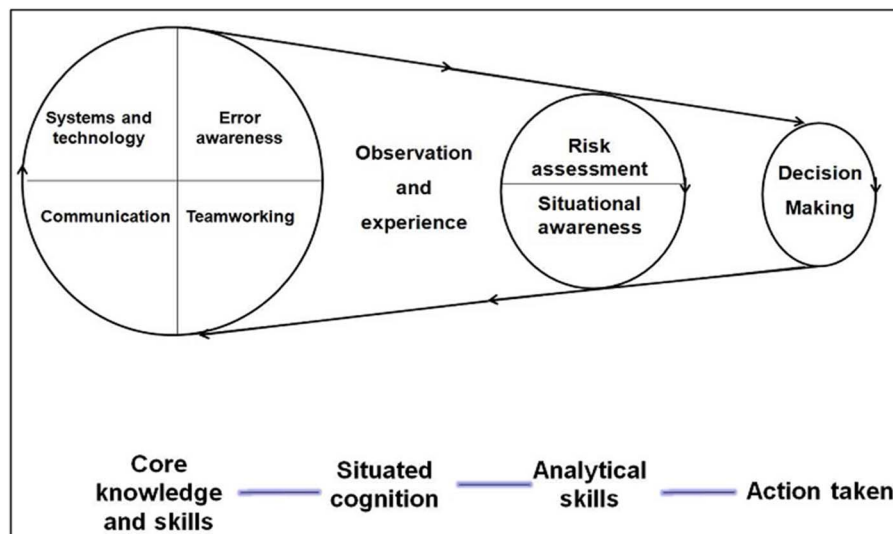 Systems and
technology
Error
awareness
Communication
Teamworking
Observation
and
experience
Risk
assessment
Situational
awareness
Decision
Making
Core
knowledge
and skills
Situated
cognition
Analytical
skills
Action taken